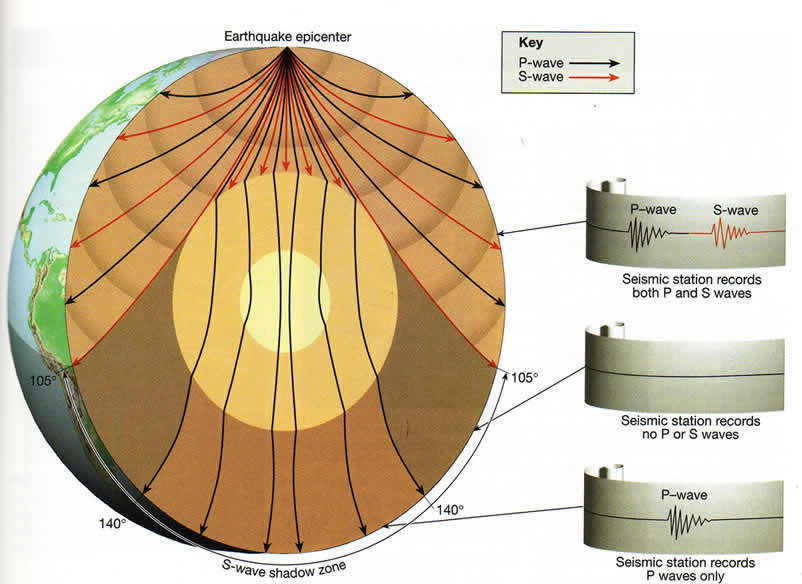 Earthquake epicenter
Key
P-wave
S-wave
P–wave S-wave
Seismic station records
both P and S waves
105°
105°
Seismic station records
no P or S waves
140°
140°
P–wave
S-wave shadow zone
Seismic station records
P waves only